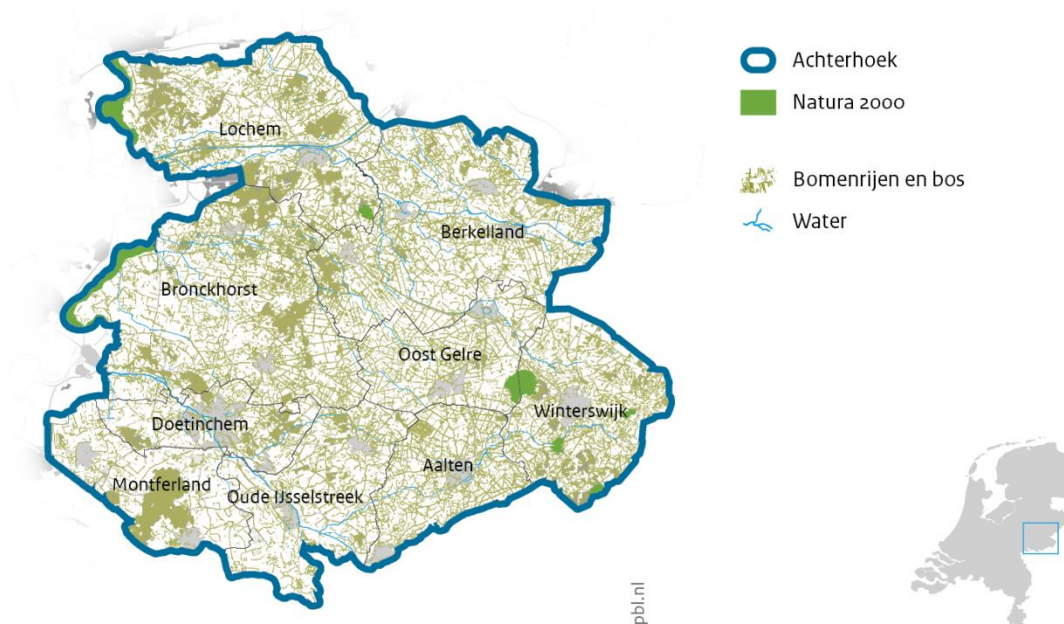 Achterhoek
Natura 2000
Bomenrijen en bos
Water
Lochem
Berkelland
Bronckhorst
Oost Gelre
Winterswijk
Doetinchem
Aalten
Montferland
Oude IJsselstreek
pbl.nl